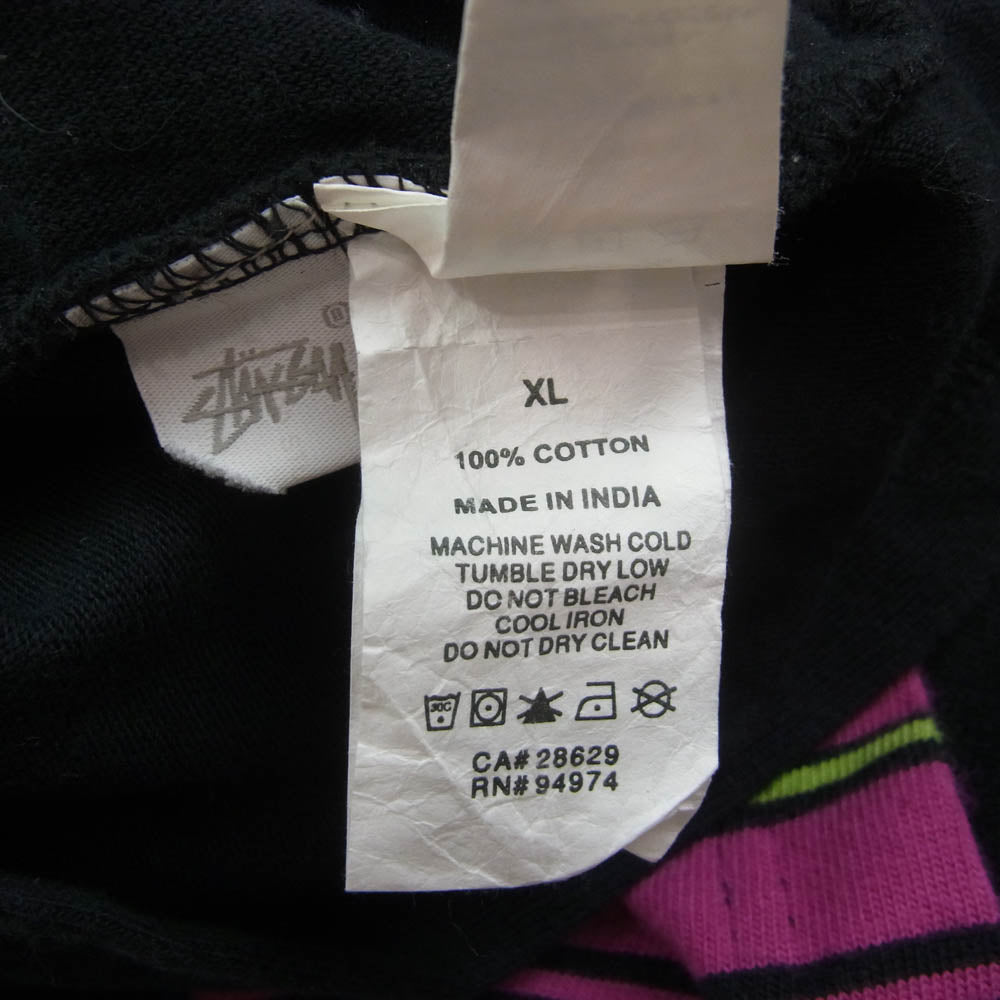 ®
STÜSSY
XL
100% COTTON
MADE IN INDIA
MACHINE WASH COLD
TUMBLE DRY LOW
DO NOT BLEACH
COOL IRON
DO NOT DRY CLEAN
30C
CA# 28629
RN# 94974